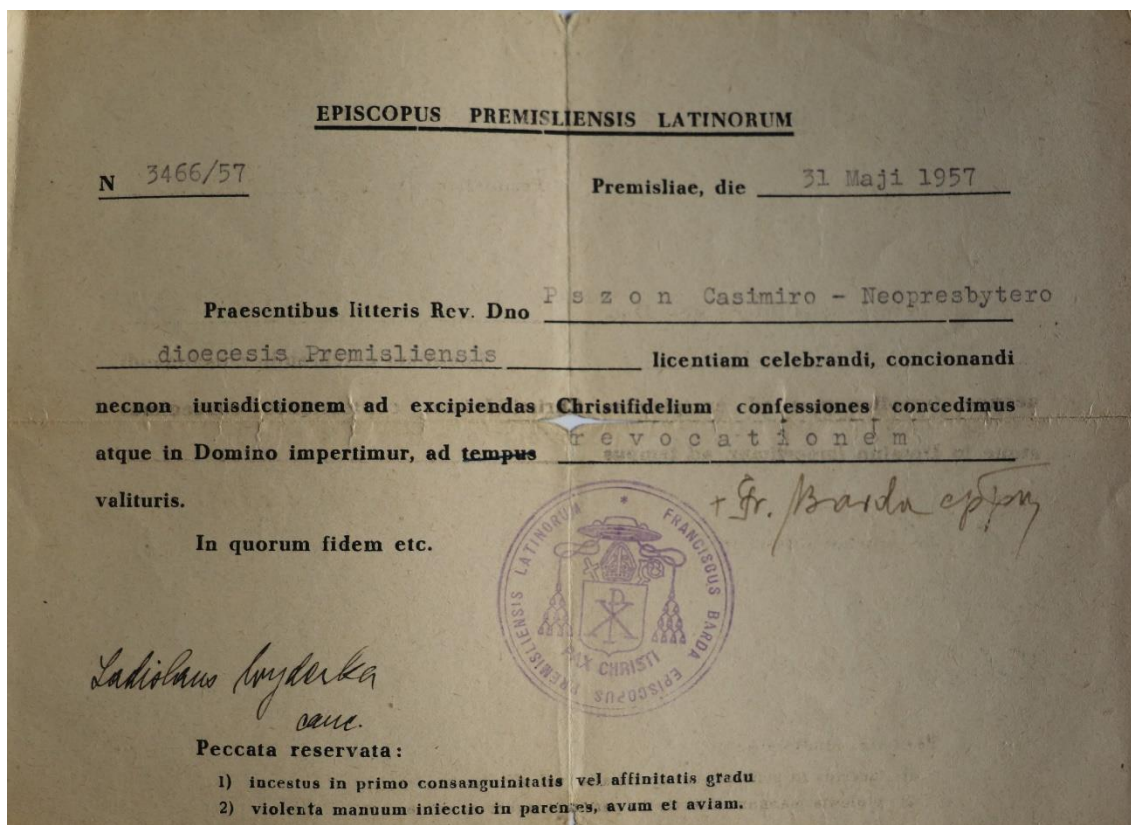 EPISCOPUS PREMISLIENSIS LATINORUM
N 3466/57 Premisliae, die 31 Maji 1957
Praesentibus litteris Rev. Dno Pszon Casimiro - Neopresbytero
dioecesis Premisliensis licentiam celebrandi, concionandi
necnon iurisdictionem ad excipiendas Christifidelium confessiones concedimus
atque in Domino impertimur, ad tempus revocationem
valituris.
+ Fr. Barda
In quorum fidem etc.
FRANCISCUS BARDA EPISCOPUS PREMISLIENSIS LATINORUM *
PAX CHRISTI
Ladislaus Wyderka
canc.
Peccata reservata:
1) incestus in primo consanguinitatis vel affinitatis gradu
2) violenta manuum iniectio in parentes, avum et aviam.